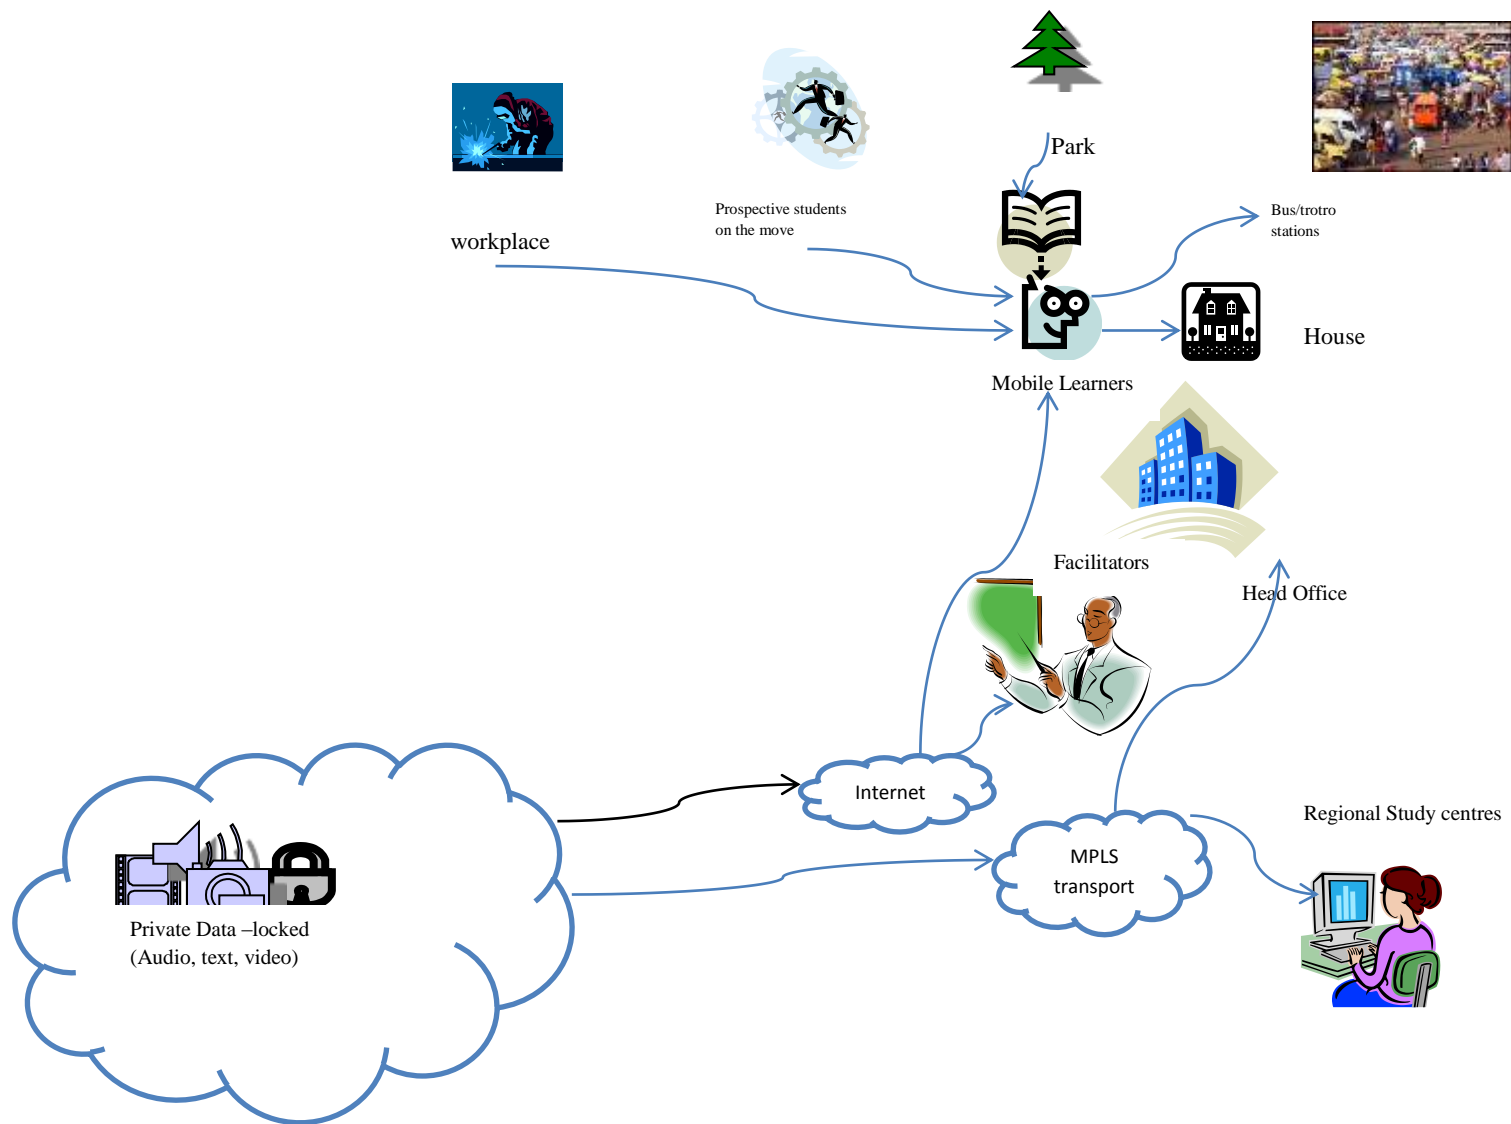 Park
Prospective students
on the move
Bus/trotro
stations
workplace
House
Mobile Learners
Facilitators
Head Office
Internet
Regional Study centres
MPLS
transport
Private Data –locked
(Audio, text, video)